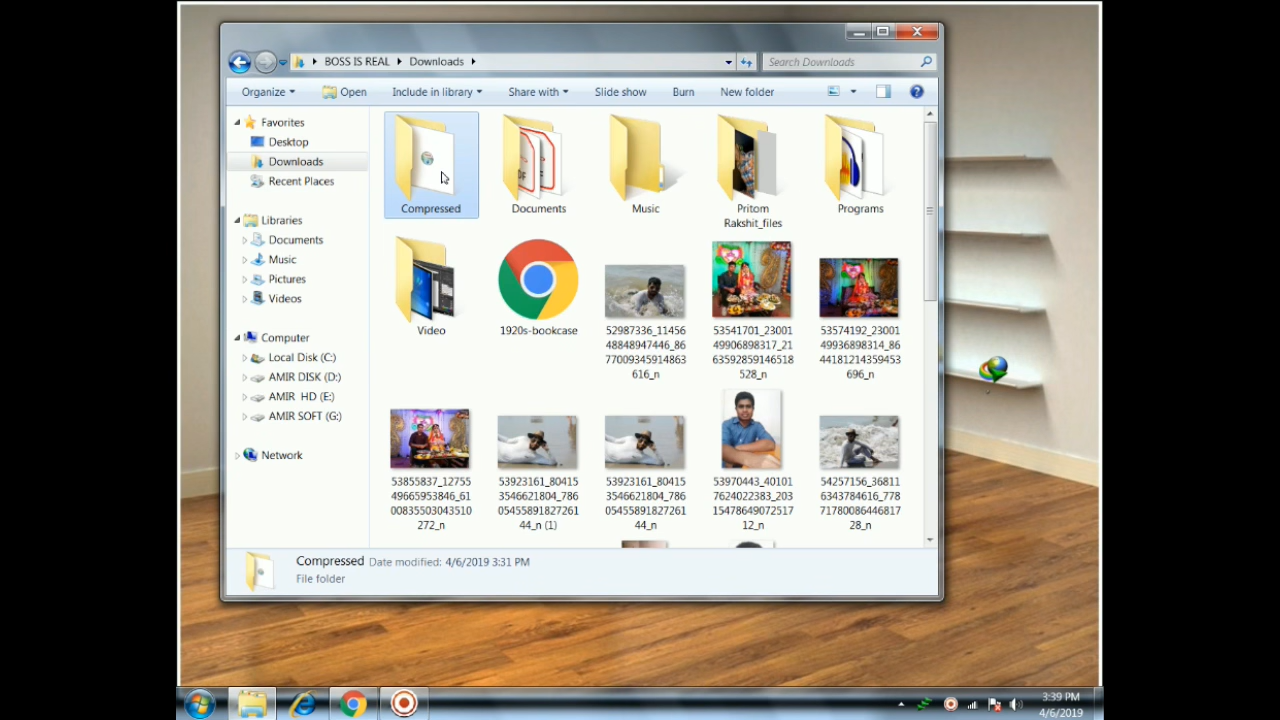 BOSS IS REAL
Downloads
Search Downloads
Organize
Open
Include in library
Share with
Slide show
Burn
New folder
Favorites
Desktop
Downloads
Recent Places
Libraries
Documents
Music
Pictures
Videos
Computer
Local Disk (C:)
AMIR DISK (D:)
AMIR HD (E:)
AMIR SOFT (G:)
Network
Compressed
Documents
Music
Pritom
Rakshit_files
Programs
Video
1920s-bookcase
52987336_11456
48848947446_86
77009345914863
616_n
53541701_23001
49906898317_21
63592859146518
528_n
53574192_23001
49936898314_86
44181214359453
696_n
53855837_12755
49665953846_61
00835503043510
272_n
53923161_80415
3546621804_786
05455891827261
44_n (1)
53923161_80415
3546621804_786
05455891827261
44_n
53970443_40101
7624022383_203
15478649072517
12_n
54257156_36811
6343784616_778
71780086446817
28_n
Compressed
Date modified: 4/6/2019 3:31 PM
File folder
3:39 PM
4/6/2019